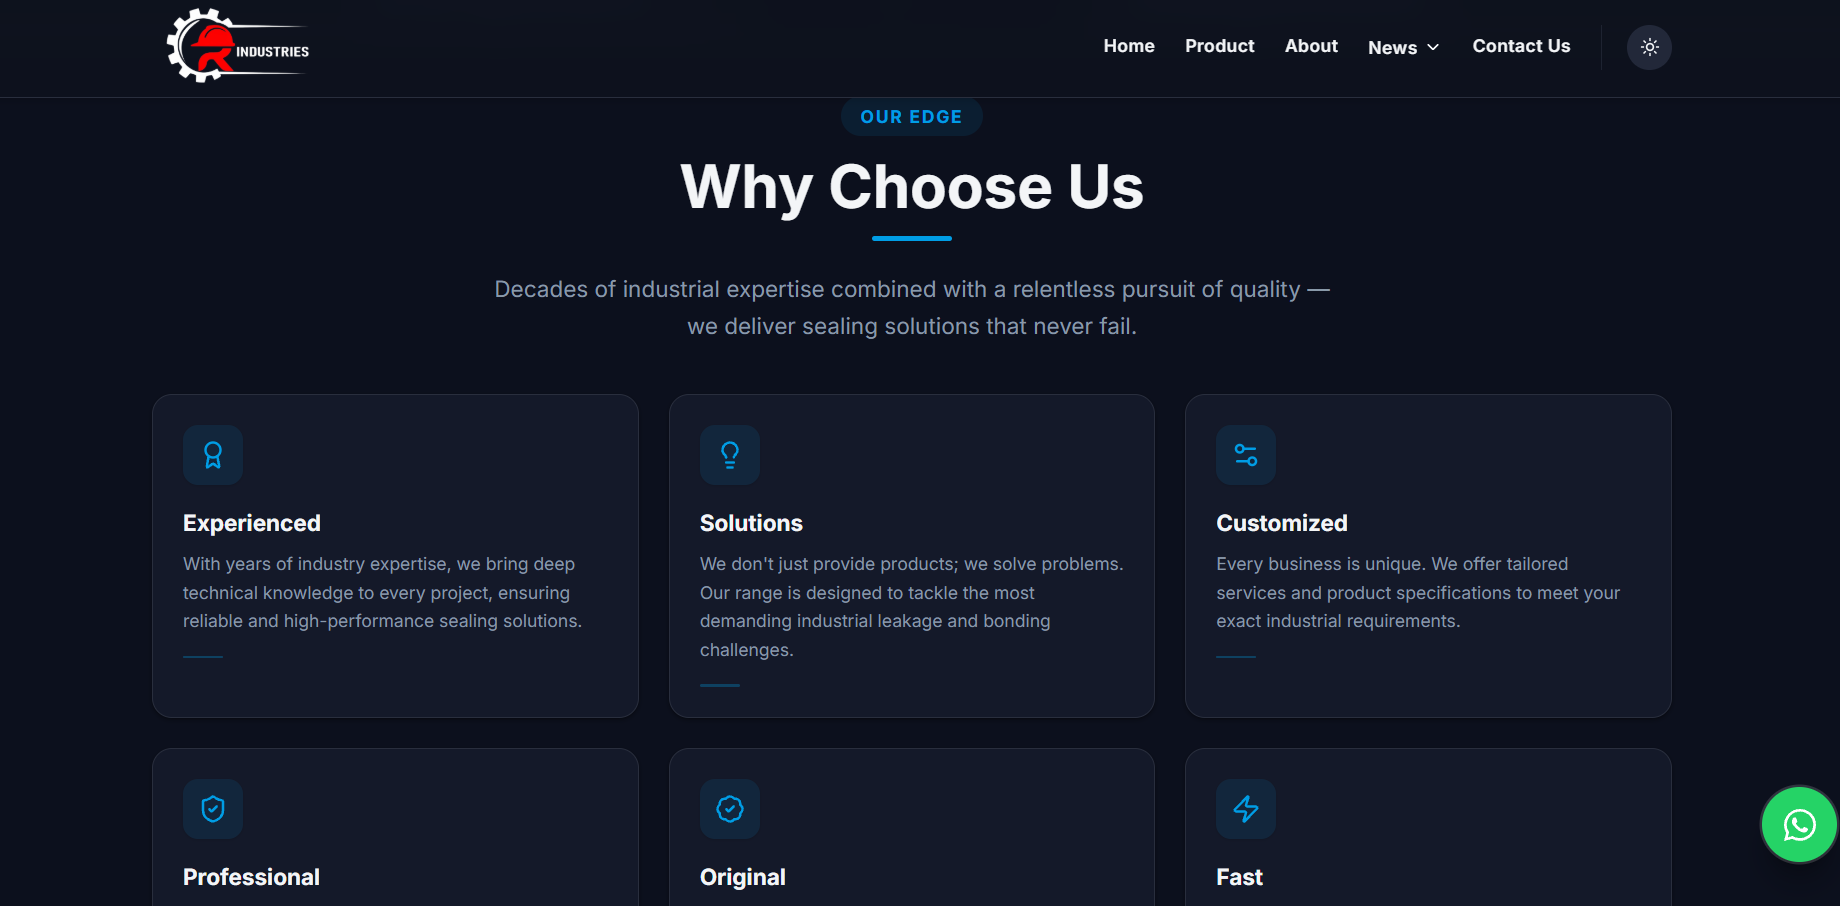 INDUSTRIES
Home Product About News Contact Us
OUR EDGE
Why Choose Us
Decades of industrial expertise combined with a relentless pursuit of quality —
we deliver sealing solutions that never fail.
Experienced
With years of industry expertise, we bring deep
technical knowledge to every project, ensuring
reliable and high-performance sealing solutions.
Solutions
We don't just provide products; we solve problems.
Our range is designed to tackle the most
demanding industrial leakage and bonding
challenges.
Customized
Every business is unique. We offer tailored
services and product specifications to meet your
exact industrial requirements.
Professional
Original
Fast